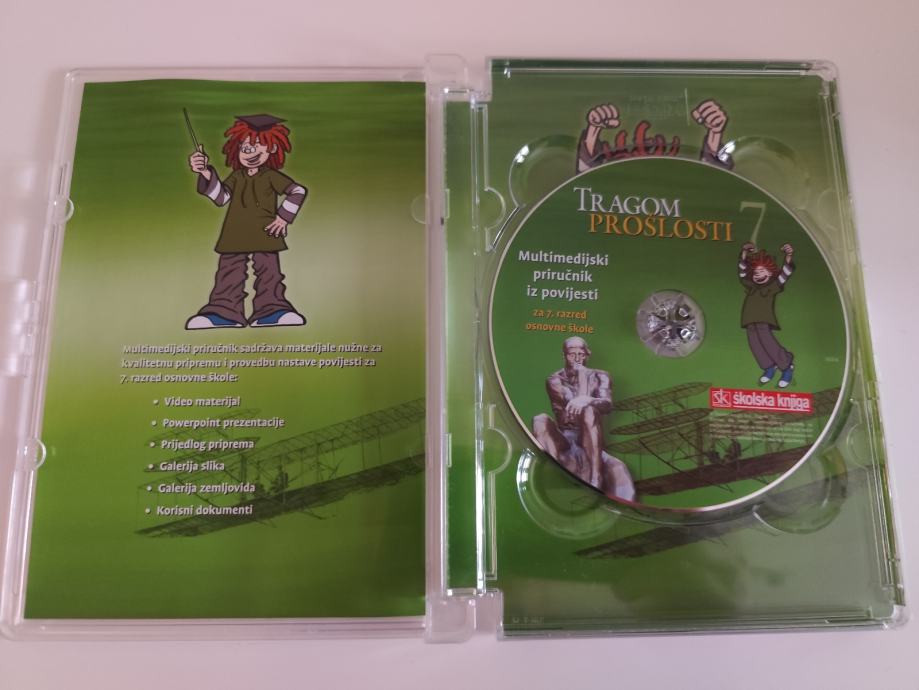 Multimedijski priručnik sadržava materijale nužne za
kvalitetnu pripremu i provedbu nastave povijesti za
7. razred osnovne škole:
• Video materijal
• Powerpoint prezentacije
• Prijedlog priprema
• Galerija slika
• Galerija zemljovida
• Korisni dokumenti
TRAGOM
PROŠLOSTI 7
Multimedijski
priručnik
iz povijesti
za 7. razred
osnovne škole
šk školska knjiga